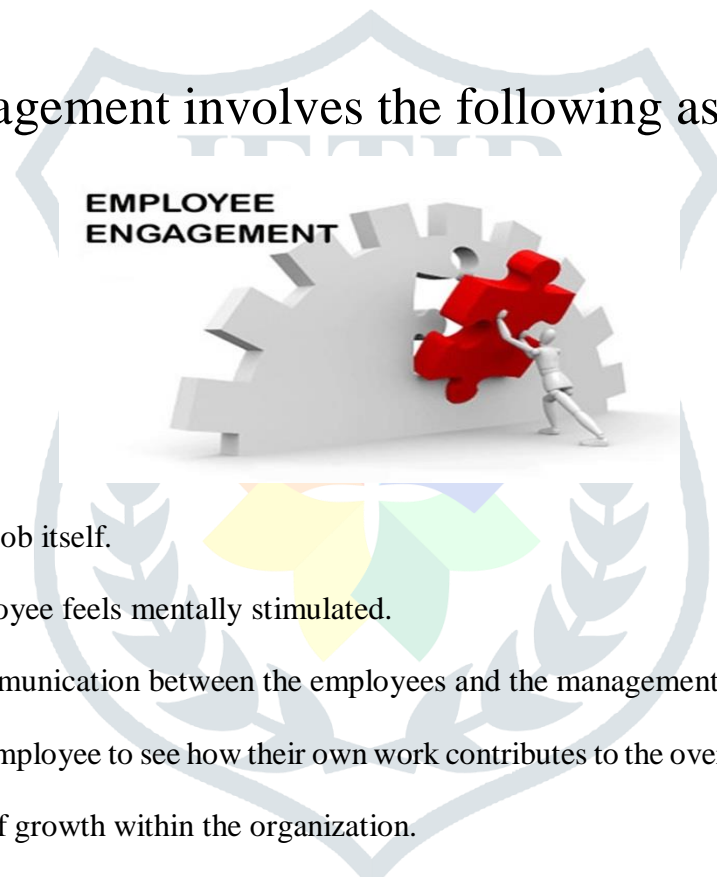 agement involves the following as
EMPLOYEE
ENGAGEMENT
ob itself.
oyee feels mentally stimulated.
mmunication between the employees and the management
mployee to see how their own work contributes to the over
f growth within the organization.